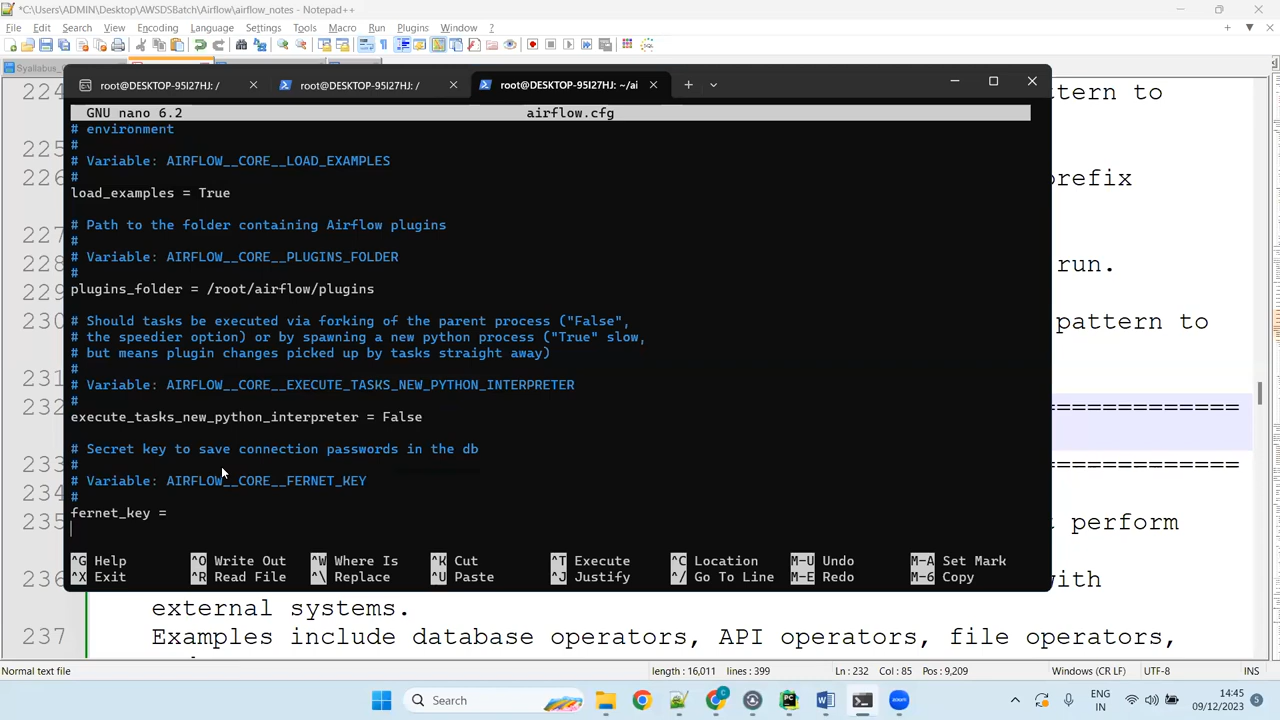 *C:\Users\ADMIN\Desktop\AWSDSBatch\Airflow\airflow_notes - Notepad++
File Edit Search View Encoding Language Settings Tools Macro Run Plugins Window ?
root@DESKTOP-95I27HJ: /
root@DESKTOP-95I27HJ: /
root@DESKTOP-95I27HJ: ~/ai
GNU nano 6.2 airflow.cfg
# environment
#
# Variable: AIRFLOW__CORE__LOAD_EXAMPLES
#
load_examples = True
# Path to the folder containing Airflow plugins
#
# Variable: AIRFLOW__CORE__PLUGINS_FOLDER
#
plugins_folder = /root/airflow/plugins
# Should tasks be executed via forking of the parent process ("False",
# the speedier option) or by spawning a new python process ("True" slow,
# but means plugin changes picked up by tasks straight away)
#
# Variable: AIRFLOW__CORE__EXECUTE_TASKS_NEW_PYTHON_INTERPRETER
#
execute_tasks_new_python_interpreter = False
# Secret key to save connection passwords in the db
#
# Variable: AIRFLOW__CORE__FERNET_KEY
#
fernet_key =
^G Help ^O Write Out ^W Where Is ^K Cut ^T Execute ^C Location M-U Undo M-A Set Mark
^X Exit ^R Read File ^\ Replace ^U Paste ^J Justify ^/ Go To Line M-E Redo M-6 Copy
224 ttern to
225
226 prefix
227
228 run.
229
230 pattern to
231
232 ============
233 ============
234
235 t perform
236 with
external systems.
237 Examples include database operators, API operators, file operators,
Normal text file length : 16,011 lines : 399 Ln : 232 Col : 85 Pos : 9,209 Windows (CR LF) UTF-8 INS
Search
ENG
IN
14:45
09/12/2023